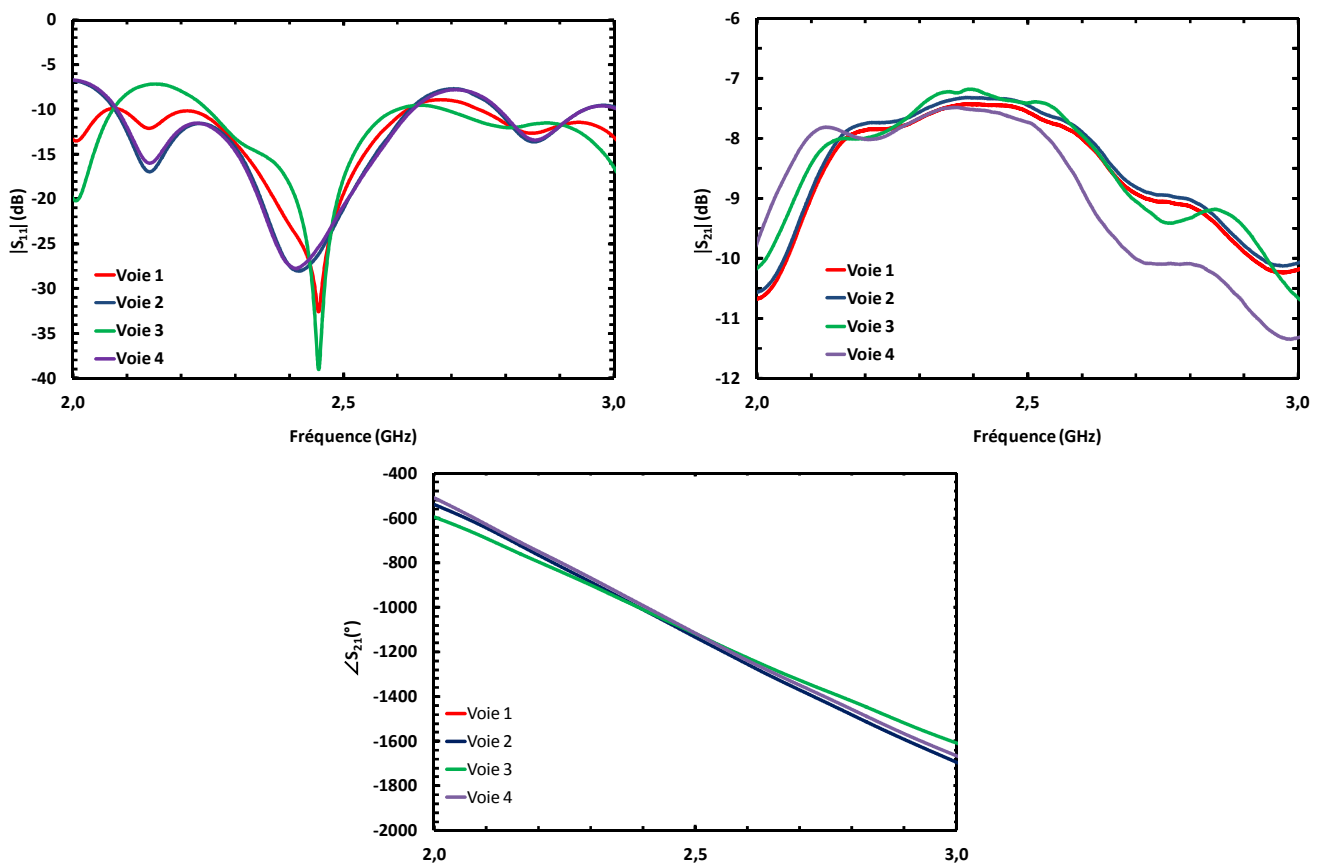 0
-5
-10
-15
-20
-25
-30
-35
-40
|S11| (dB)
Voie 1
Voie 2
Voie 3
Voie 4
2,0
2,5
3,0
Fréquence (GHz)
-6
-7
-8
-9
-10
-11
-12
|S21| (dB)
Voie 1
Voie 2
Voie 3
Voie 4
2,0
2,5
3,0
Fréquence (GHz)
-400
-600
-800
-1000
-1200
-1400
-1600
-1800
-2000
∠S21(°)
Voie 1
Voie 2
Voie 3
Voie 4
2,0
2,5
3,0